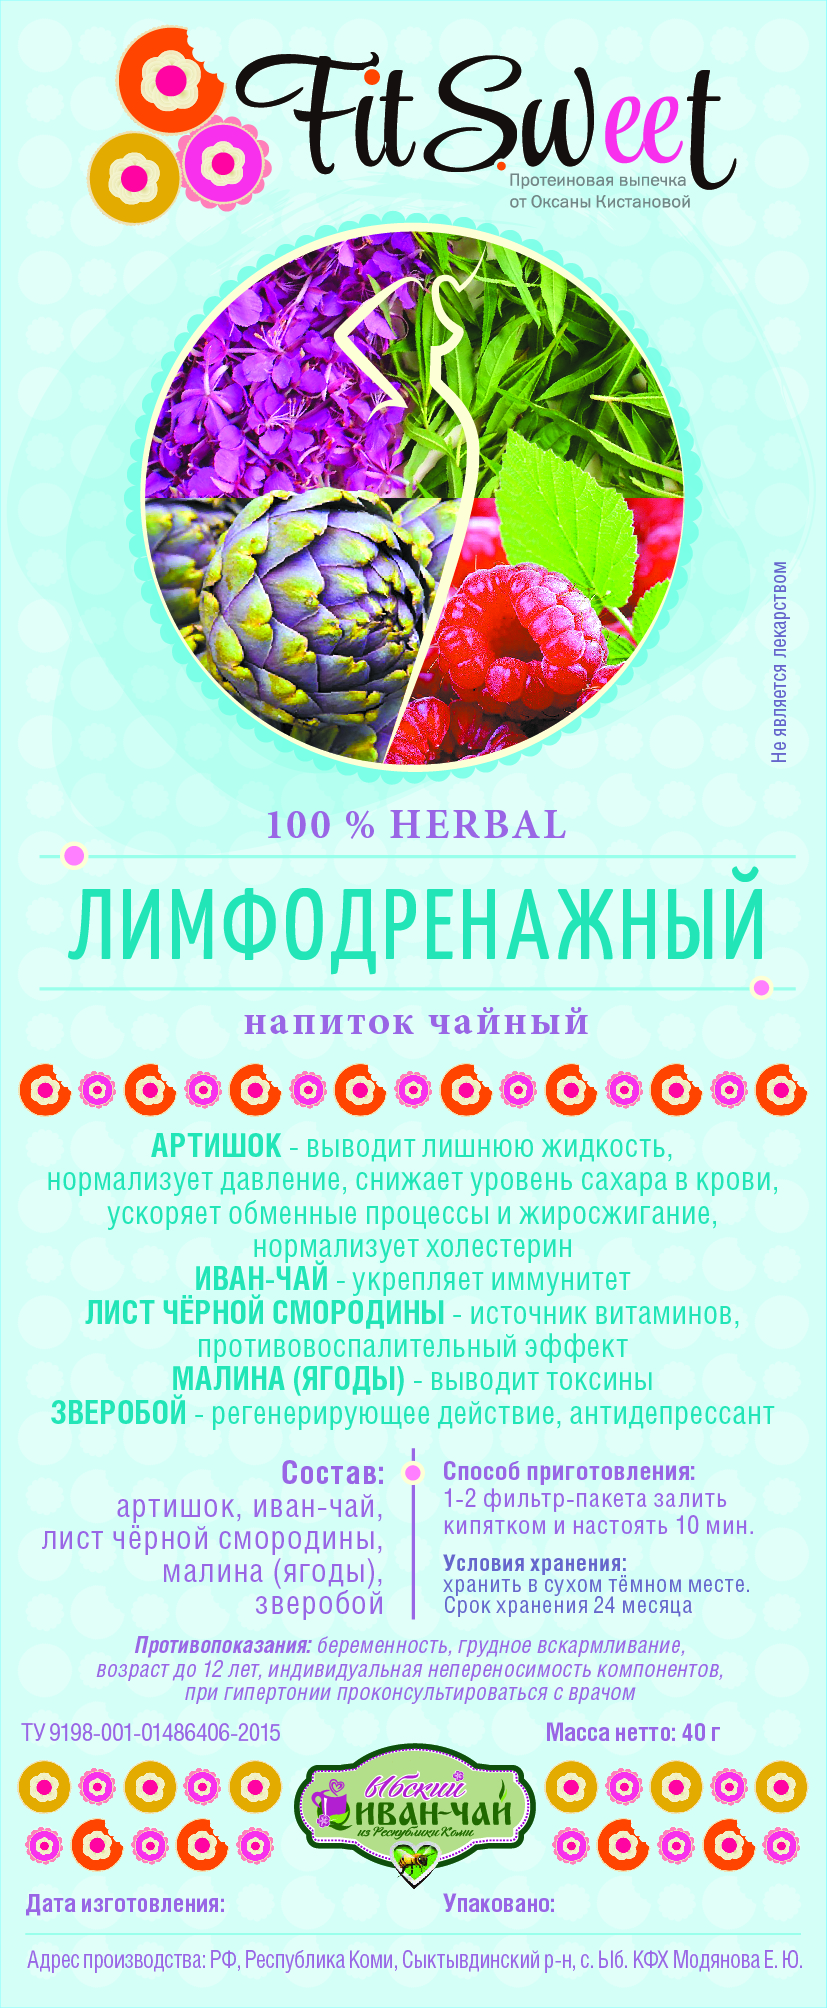 FitSweet
Протеиновая выпечка
от Оксаны Кистановой
Не является лекарством
100 % HERBAL
ЛИМФОДРЕНАЖНЫЙ
напиток чайный
АРТИШОК - выводит лишнюю жидкость,
нормализует давление, снижает уровень сахара в крови,
ускоряет обменные процессы и жиросжигание,
нормализует холестерин
ИВАН-ЧАЙ - укрепляет иммунитет
ЛИСТ ЧЁРНОЙ СМОРОДИНЫ - источник витаминов,
противовоспалительный эффект
МАЛИНА (ЯГОДЫ) - выводит токсины
ЗВЕРОБОЙ - регенерирующее действие, антидепрессант
Состав:
артишок, иван-чай,
лист чёрной смородины,
малина (ягоды),
зверобой
Способ приготовления:
1-2 фильтр-пакета залить
кипятком и настоять 10 мин.
Условия хранения:
хранить в сухом тёмном месте.
Срок хранения 24 месяца
Противопоказания: беременность, грудное вскармливание,
возраст до 12 лет, индивидуальная непереносимость компонентов,
при гипертонии проконсультироваться с врачом
ТУ 9198-001-01486406-2015
Масса нетто: 40 г
Ыбский
ИВАН-ЧАЙ
из Республики Коми
Дата изготовления:
Упаковано:
Адрес производства: РФ, Республика Коми, Сыктывдинский р-н, с. Ыб. КФХ Модянова Е. Ю.